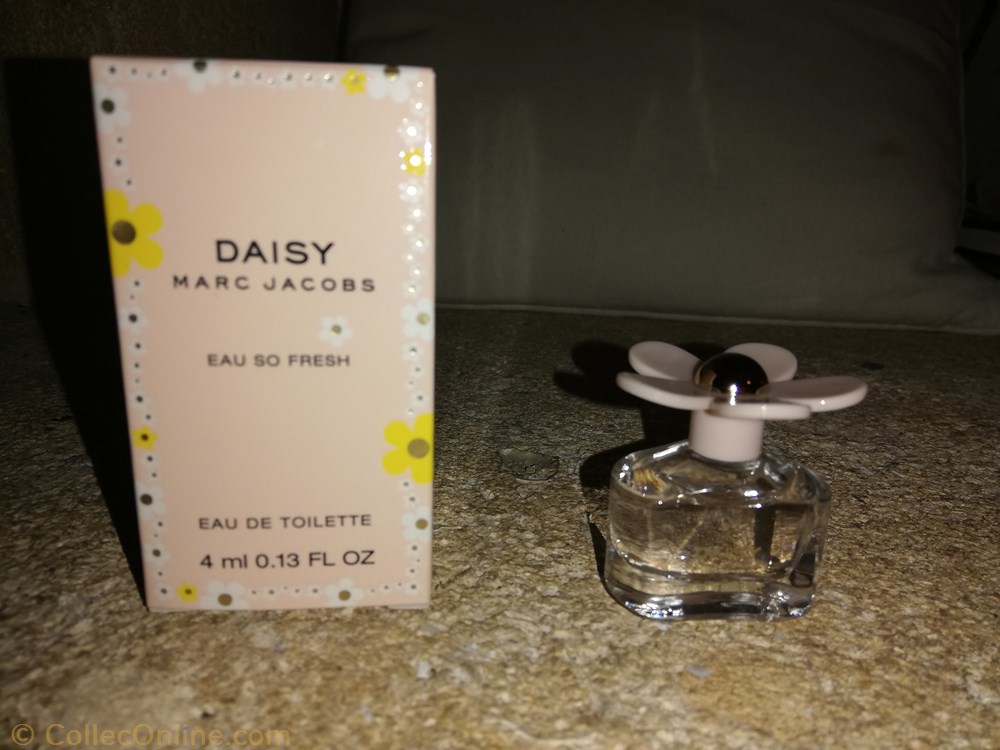 DAISY
MARC JACOBS
EAU SO FRESH
EAU DE TOILETTE
4 ml 0.13 FL OZ
© CollecOnline.com